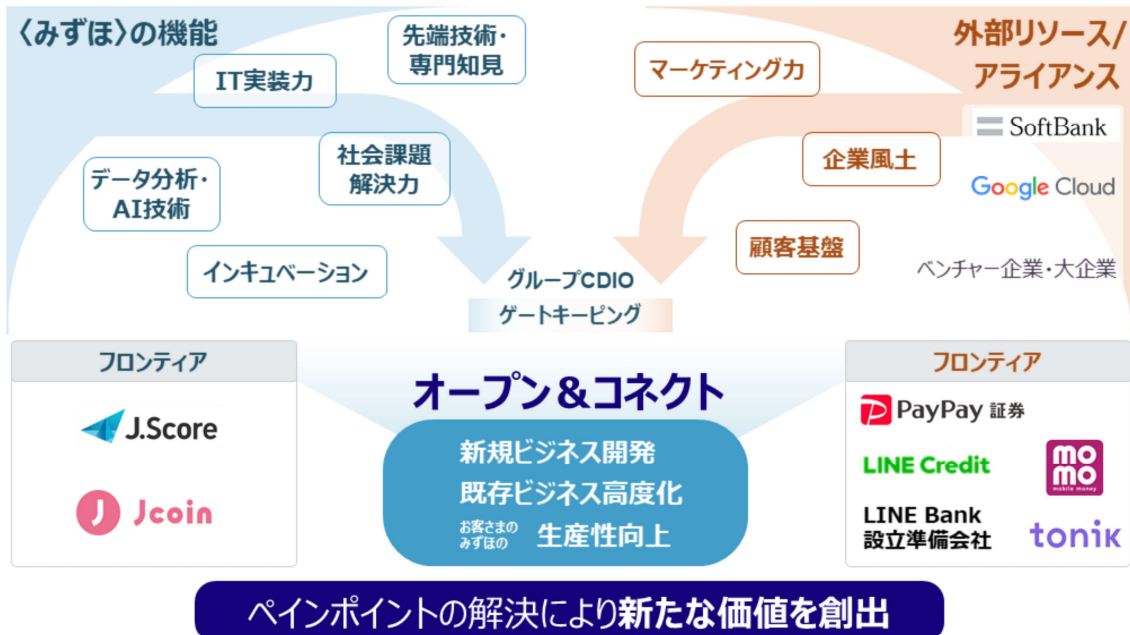 〈みずほ〉の機能
先端技術・
専門知見
IT実装力
社会課題
解決力
データ分析・
AI技術
インキュベーション
外部リソース/
アライアンス
マーケティング力
SoftBank
企業風土
Google Cloud
顧客基盤
ベンチャー企業・大企業
グループCDIO
ゲートキーピング
フロンティア
J.Score
J
Jcoin
オープン＆コネクト
新規ビジネス開発
既存ビジネス高度化
お客さまの
みずほの
生産性向上
フロンティア
PayPay 証券
LINE Credit
mo
mo
mobile money
LINE Bank
設立準備会社
tonik
ペインポイントの解決により新たな価値を創出